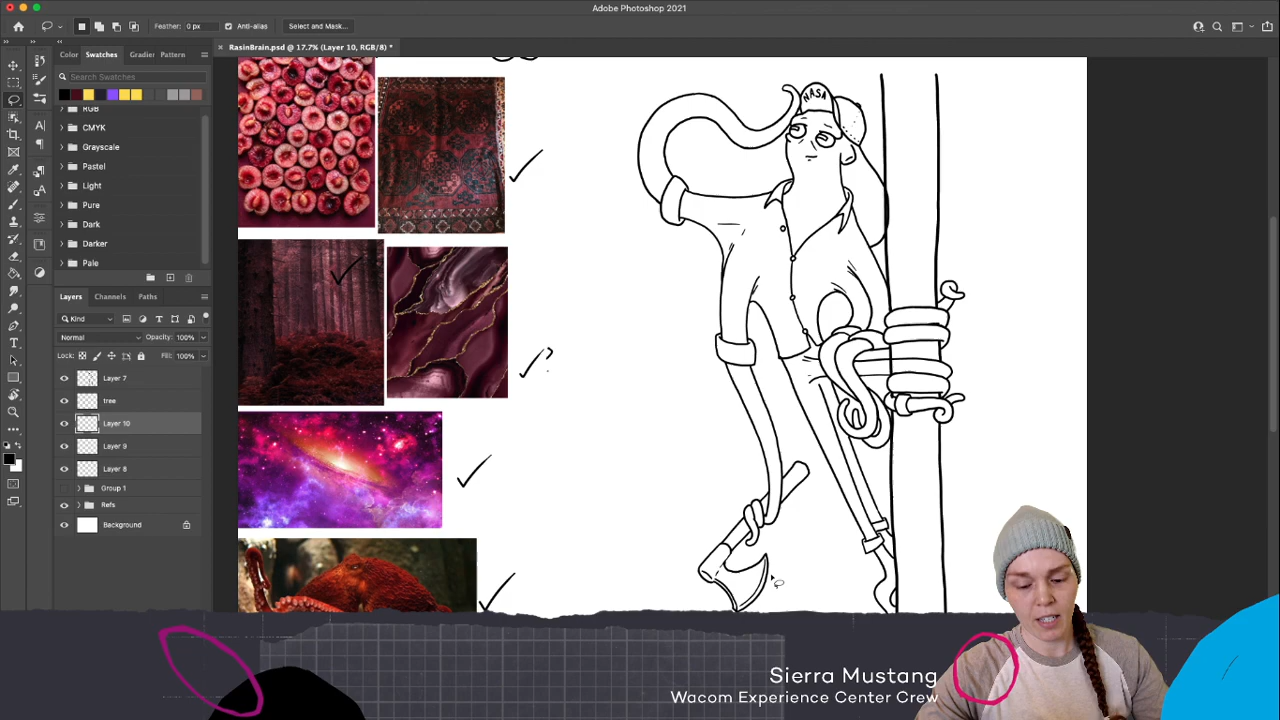 Adobe Photoshop 2021
Feather: 0 px
Anti-alias
Select and Mask...
RasinBrain.psd @ 17.7% (Layer 10, RGB/8) *
Color
Swatches
Gradier
Pattern
Search Swatches
RGB
CMYK
Grayscale
Pastel
Light
Pure
Dark
Darker
Pale
Layers
Channels
Paths
Kind
Normal
Opacity: 100%
Lock:
Fill: 100%
Layer 7
tree
Layer 10
Layer 9
Layer 8
Group 1
Refs
Background
NASA
?
Sierra Mustang
Wacom Experience Center Crew